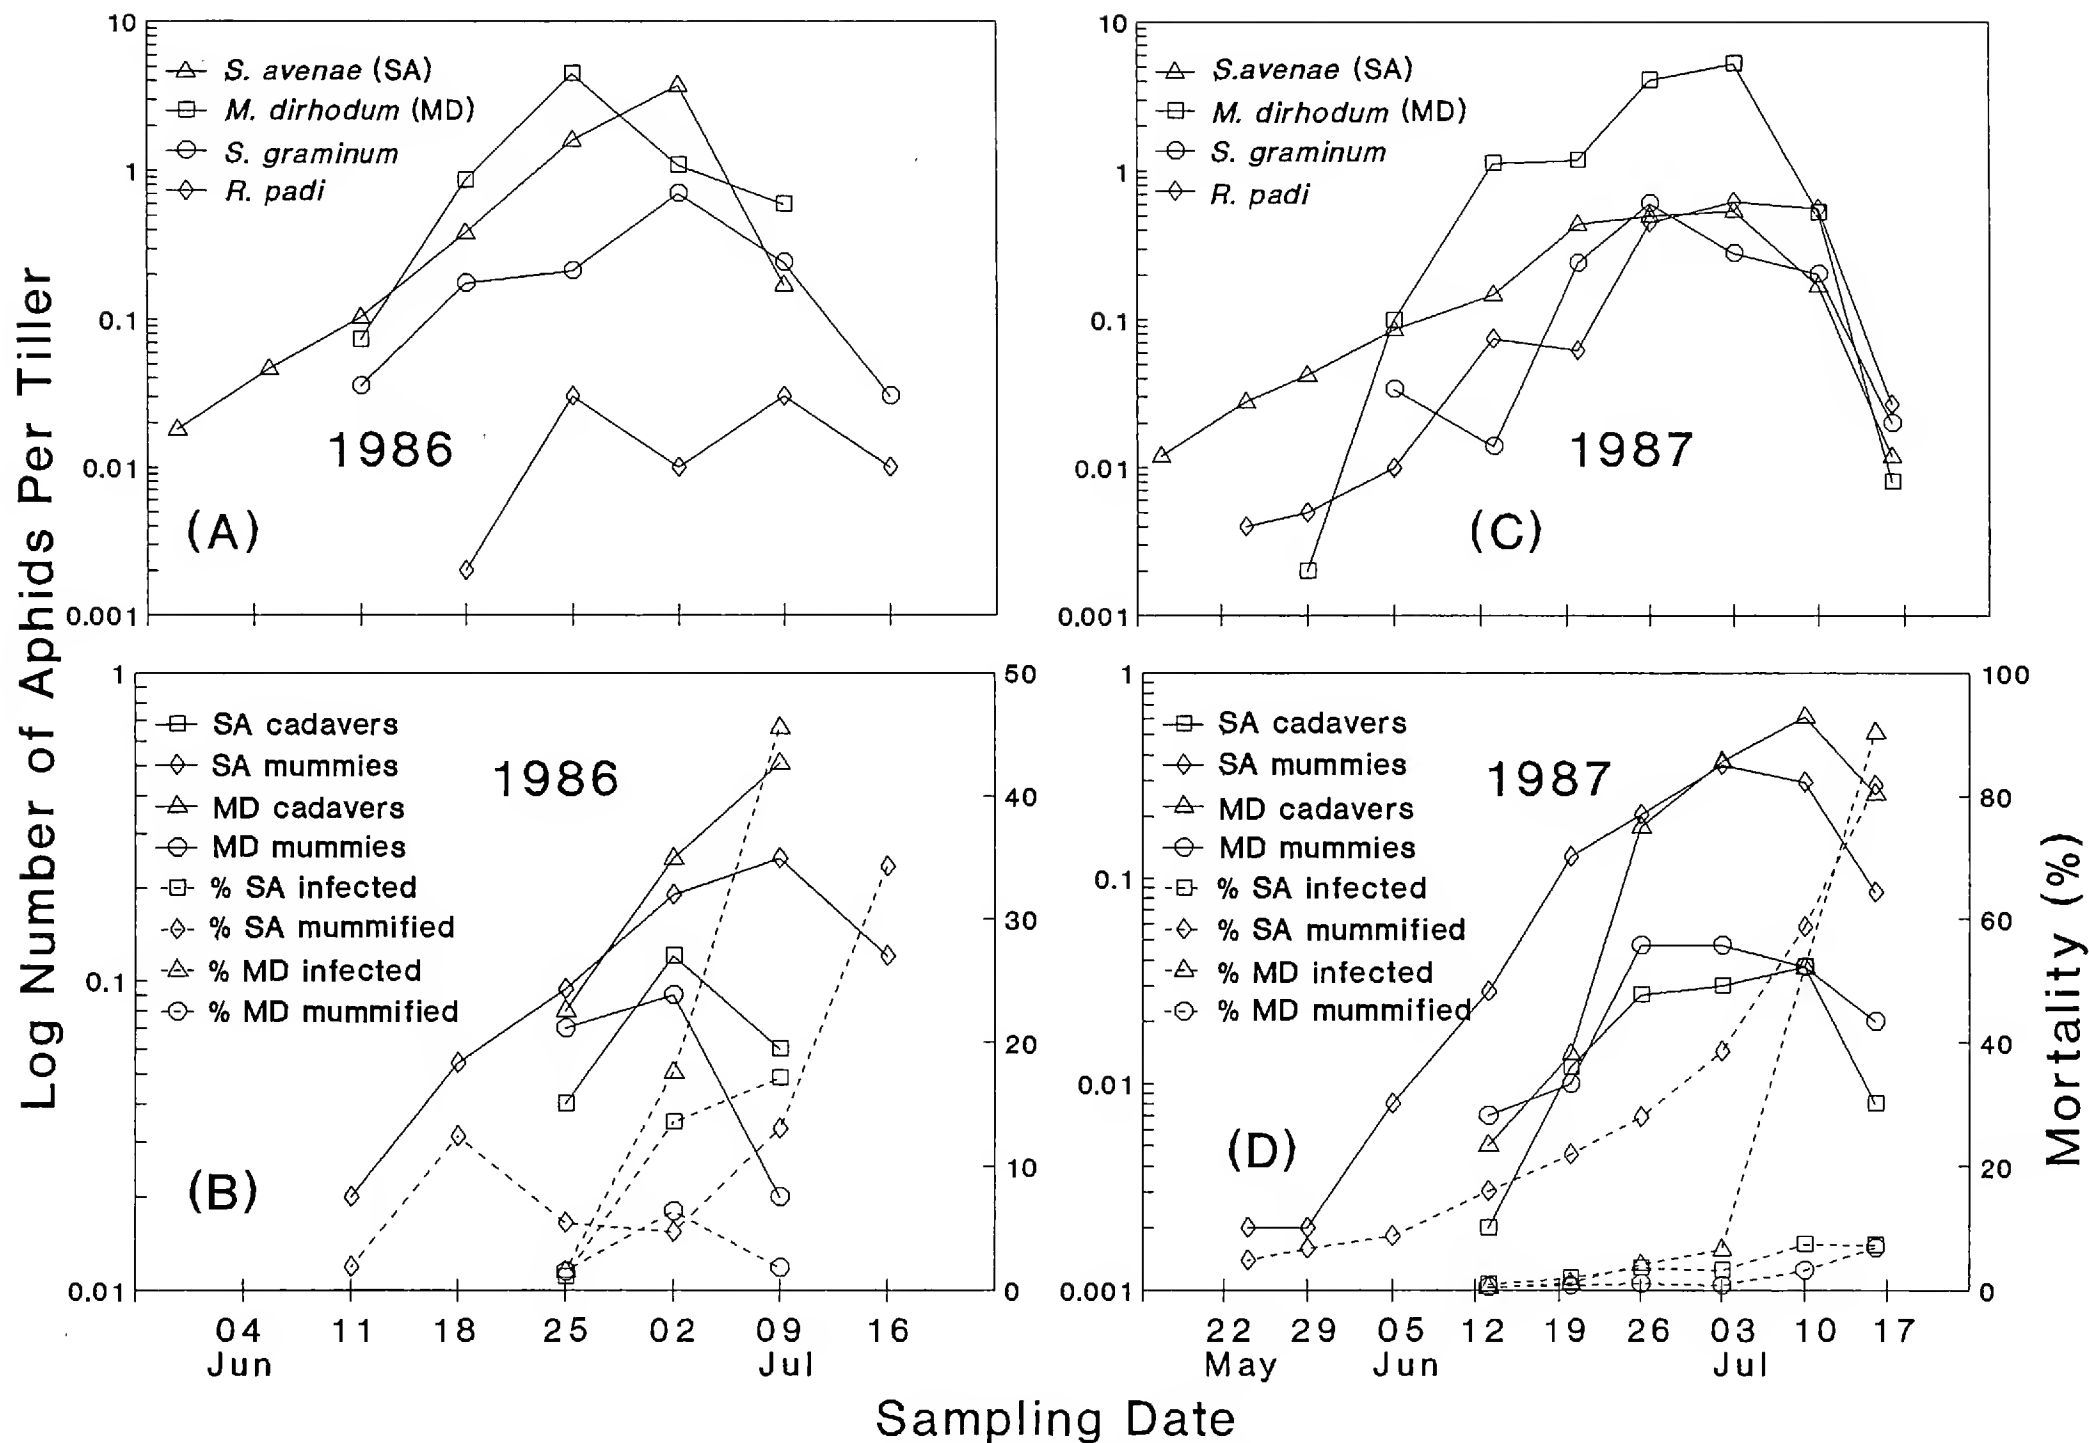 Log Number of Aphids Per Tiller
10
1
0.1
0.01
0.001
S. avenae (SA)
M. dirhodum (MD)
S. graminum
R. padi
1986
(A)
10
1
0.1
0.01
0.001
S.avenae (SA)
M. dirhodum (MD)
S. graminum
R. padi
1987
(C)
1
0.1
0.01
SA cadavers
SA mummies
MD cadavers
MD mummies
% SA infected
% SA mummified
% MD infected
% MD mummified
1986
(B)
50
40
30
20
10
0
04 11 18 25 02 09 16
Jun Jul
1
0.1
0.01
0.001
SA cadavers
SA mummies
MD cadavers
MD mummies
% SA infected
% SA mummified
% MD infected
% MD mummified
1987
(D)
100
80
60
40
20
0
22 29 05 12 19 26 03 10 17
May Jun Jul
Mortality (%)
Sampling Date